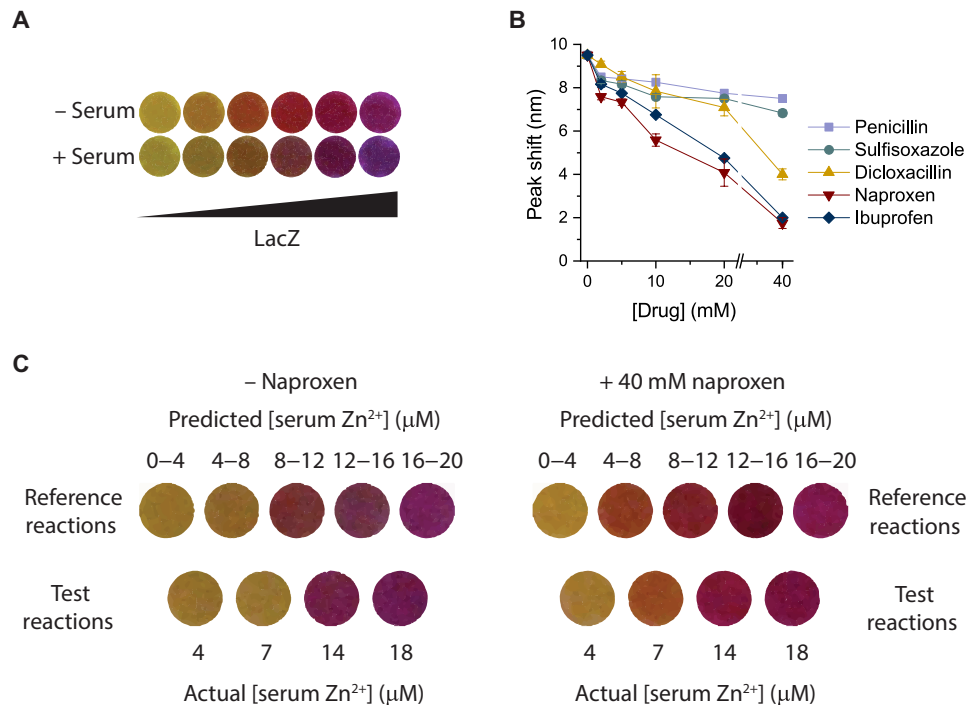 A
– Serum
+ Serum
LacZ
B
Peak shift (nm)
10
8
6
4
2
0
0
10
20
40
[Drug] (mM)
Penicillin
Sulfisoxazole
Dicloxacillin
Naproxen
Ibuprofen
C
– Naproxen
Predicted [serum Zn²⁺] (μM)
0–4 4–8 8–12 12–16 16–20
Reference
reactions
Test
reactions
4 7 14 18
Actual [serum Zn²⁺] (μM)
+ 40 mM naproxen
Predicted [serum Zn²⁺] (μM)
0–4 4–8 8–12 12–16 16–20
Reference
reactions
Test
reactions
4 7 14 18
Actual [serum Zn²⁺] (μM)